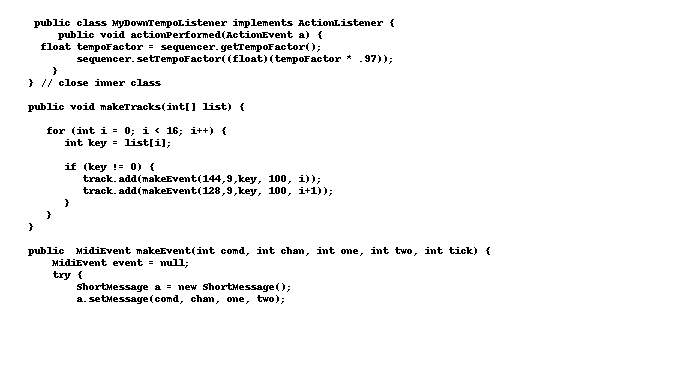 public class MyDownTempoListener implements ActionListener {
public void actionPerformed(ActionEvent a) {
float tempoFactor = sequencer.getTempoFactor();
sequencer.setTempoFactor((float)(tempoFactor * .97));
}
} // close inner class
public void makeTracks(int[] list) {
for (int i = 0; i < 16; i++) {
int key = list[i];
if (key != 0) {
track.add(makeEvent(144,9,key, 100, i));
track.add(makeEvent(128,9,key, 100, i+1));
}
}
}
public  MidiEvent makeEvent(int comd, int chan, int one, int two, int tick) {
MidiEvent event = null;
try {
ShortMessage a = new ShortMessage();
a.setMessage(comd, chan, one, two);